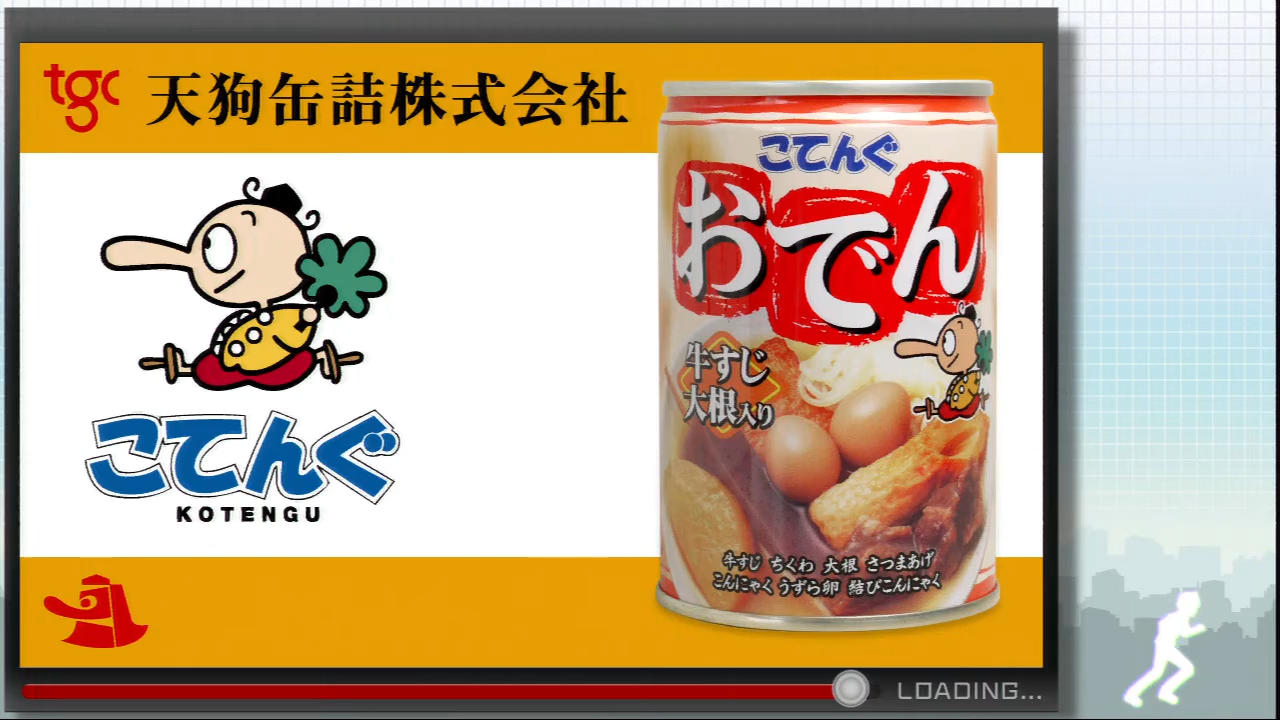 tgc 天狗缶詰株式会社
こてんぐ
おでん
牛すじ
大根入り
牛すじ ちくわ 大根 さつまあげ
こんにゃく うずら卵 結びこんにゃく
こてんぐ
KOTENGU
LOADING...